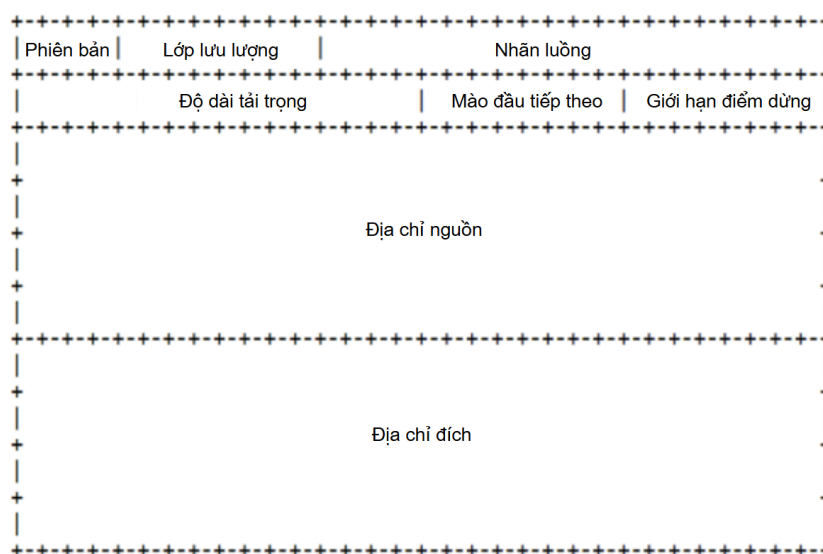 Phiên bản Lớp lưu lượng Nhãn luồng
Độ dài tải trọng Mào đầu tiếp theo Giới hạn điểm dừng
Địa chỉ nguồn
Địa chỉ đích